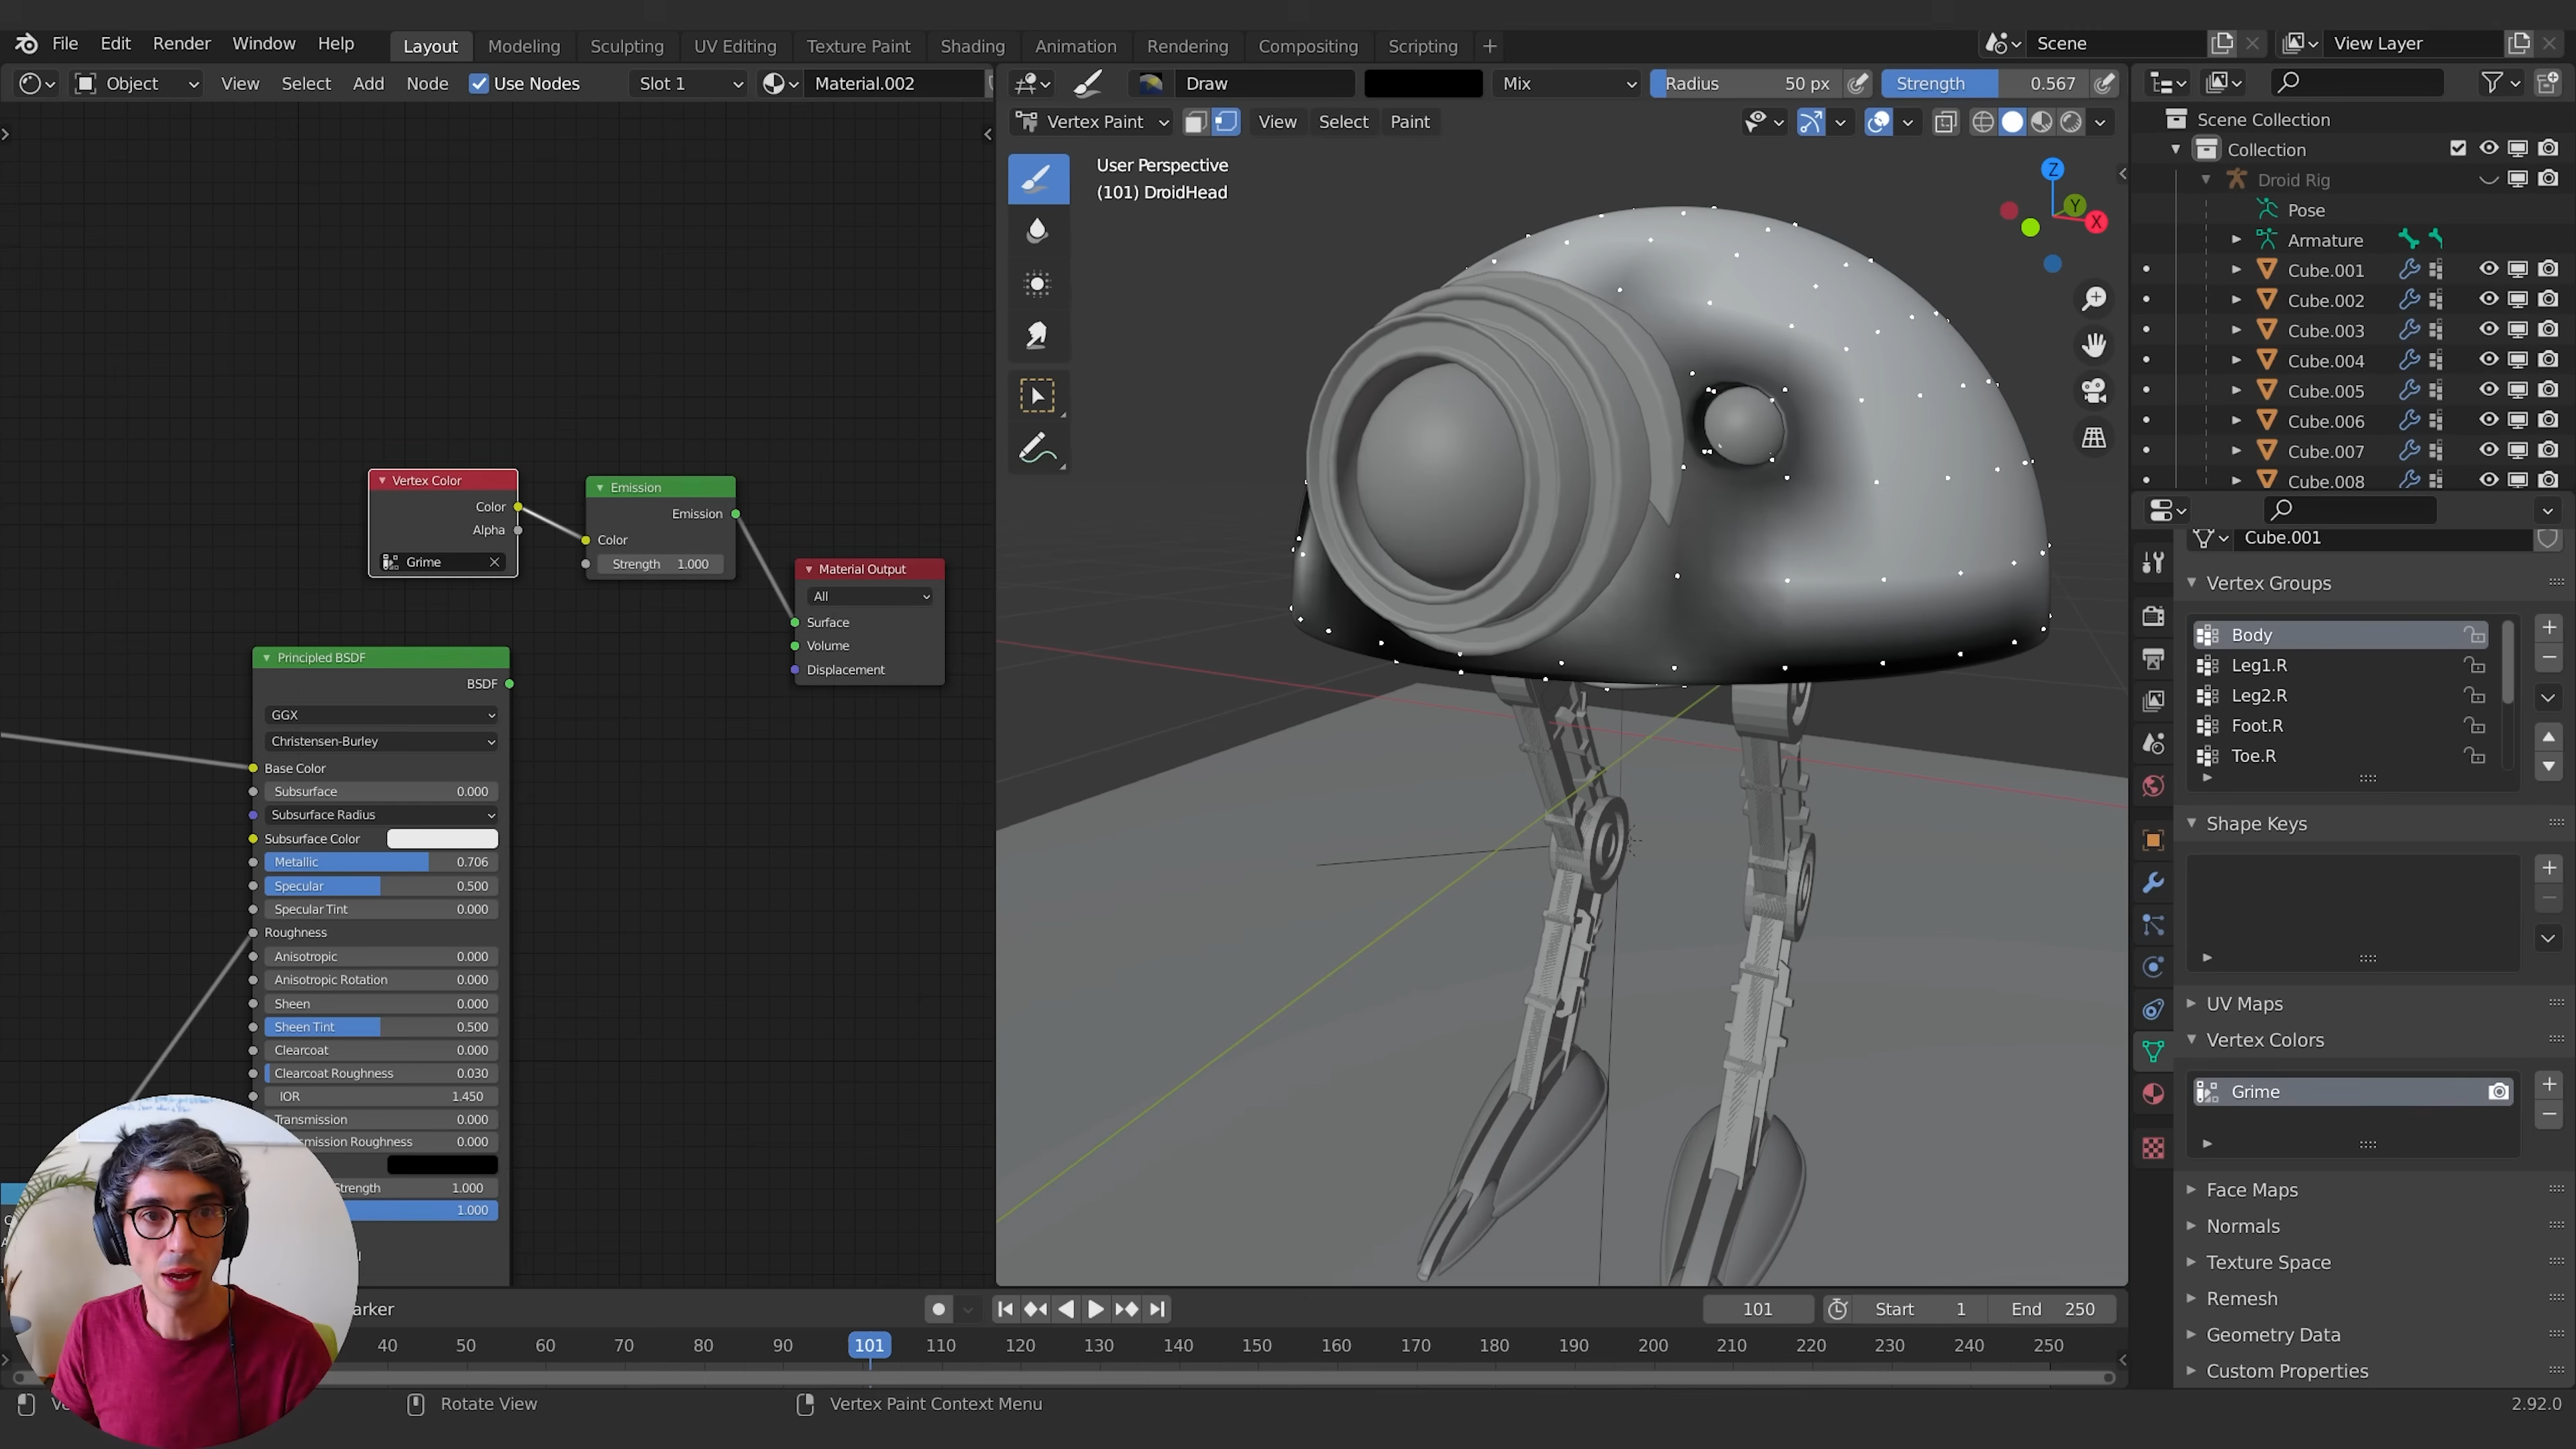 File Edit Render Window Help Layout Modeling Sculpting UV Editing Texture Paint Shading Animation Rendering Compositing Scripting + Scene View Layer
Object View Select Add Node Use Nodes Slot 1 Material.002 Draw Mix Radius 50 px Strength 0.567
Vertex Paint View Select Paint
User Perspective
(101) DroidHead
Z
Y
X
Vertex Color
Color
Alpha
Grime
Emission
Emission
Color
Strength 1.000
Material Output
All
Surface
Volume
Displacement
Principled BSDF
BSDF
GGX
Christensen-Burley
Base Color
Subsurface 0.000
Subsurface Radius
Subsurface Color
Metallic 0.706
Specular 0.500
Specular Tint 0.000
Roughness
Anisotropic 0.000
Anisotropic Rotation 0.000
Sheen 0.000
Sheen Tint 0.500
Clearcoat 0.000
Clearcoat Roughness 0.030
IOR 1.450
Transmission 0.000
mission Roughness 0.000
Strength 1.000
1.000
Scene Collection
Collection
Droid Rig
Pose
Armature
Cube.001
Cube.002
Cube.003
Cube.004
Cube.005
Cube.006
Cube.007
Cube.008
Cube.001
Vertex Groups
Body
Leg1.R
Leg2.R
Foot.R
Toe.R
Shape Keys
UV Maps
Vertex Colors
Grime
Face Maps
Normals
Texture Space
Remesh
Geometry Data
Custom Properties
arker 101 Start 1 End 250
40 50 60 70 80 90 101 110 120 130 140 150 160 170 180 190 200 210 220 230 240 250
Rotate View Vertex Paint Context Menu 2.92.0